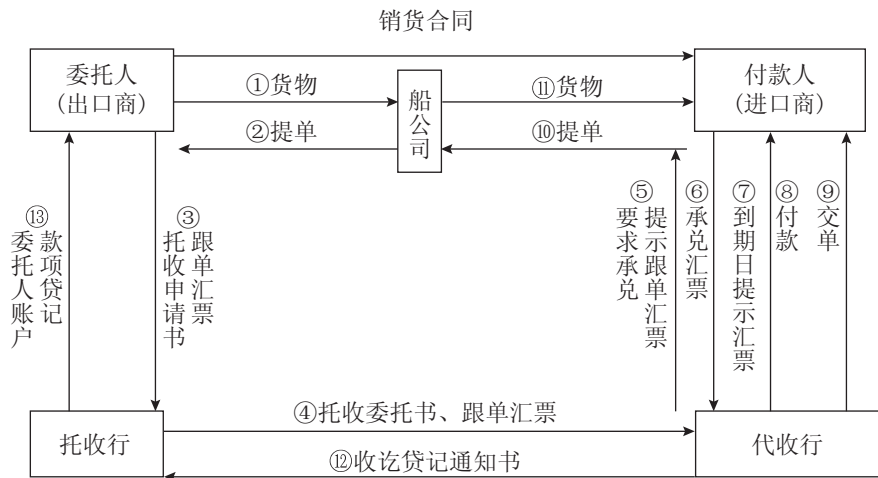 销货合同
委托人
(出口商)
①货物
船公司
⑪货物
付款人
(进口商)
②提单
⑩提单
⑬款项贷记
委托人账户
③跟单汇票
托收申请书
⑤提示跟单汇票
要求承兑
⑥承兑汇票
⑦到期日提示汇票
⑧付款
⑨交单
④托收委托书、跟单汇票
托收行
代收行
⑫收讫贷记通知书